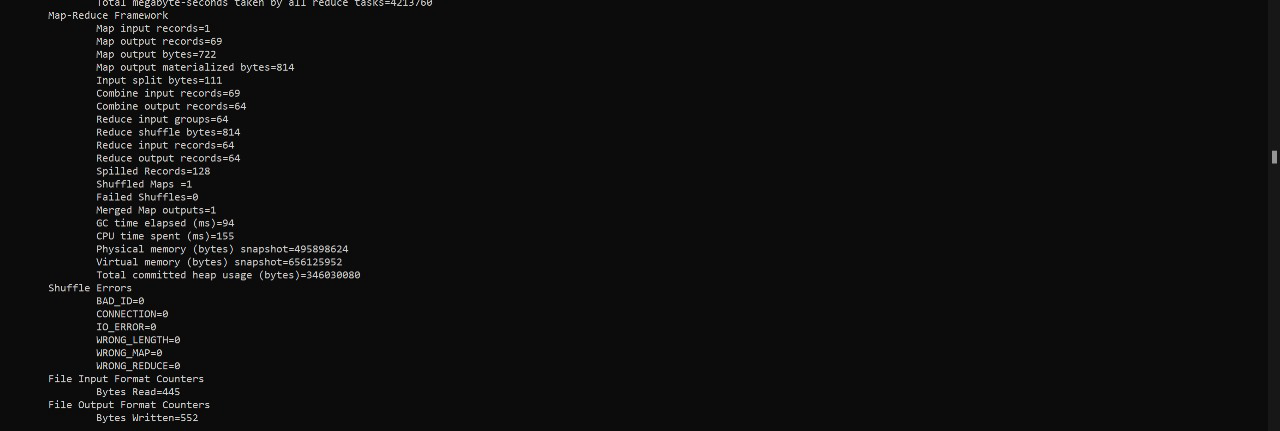 Total megabyte-seconds taken by all reduce tasks=4213760
Map-Reduce Framework
Map input records=1
Map output records=69
Map output bytes=722
Map output materialized bytes=814
Input split bytes=111
Combine input records=69
Combine output records=64
Reduce input groups=64
Reduce shuffle bytes=814
Reduce input records=64
Reduce output records=64
Spilled Records=128
Shuffled Maps =1
Failed Shuffles=0
Merged Map outputs=1
GC time elapsed (ms)=94
CPU time spent (ms)=155
Physical memory (bytes) snapshot=495898624
Virtual memory (bytes) snapshot=656125952
Total committed heap usage (bytes)=346030080
Shuffle Errors
BAD_ID=0
CONNECTION=0
IO_ERROR=0
WRONG_LENGTH=0
WRONG_MAP=0
WRONG_REDUCE=0
File Input Format Counters
Bytes Read=445
File Output Format Counters
Bytes Written=552